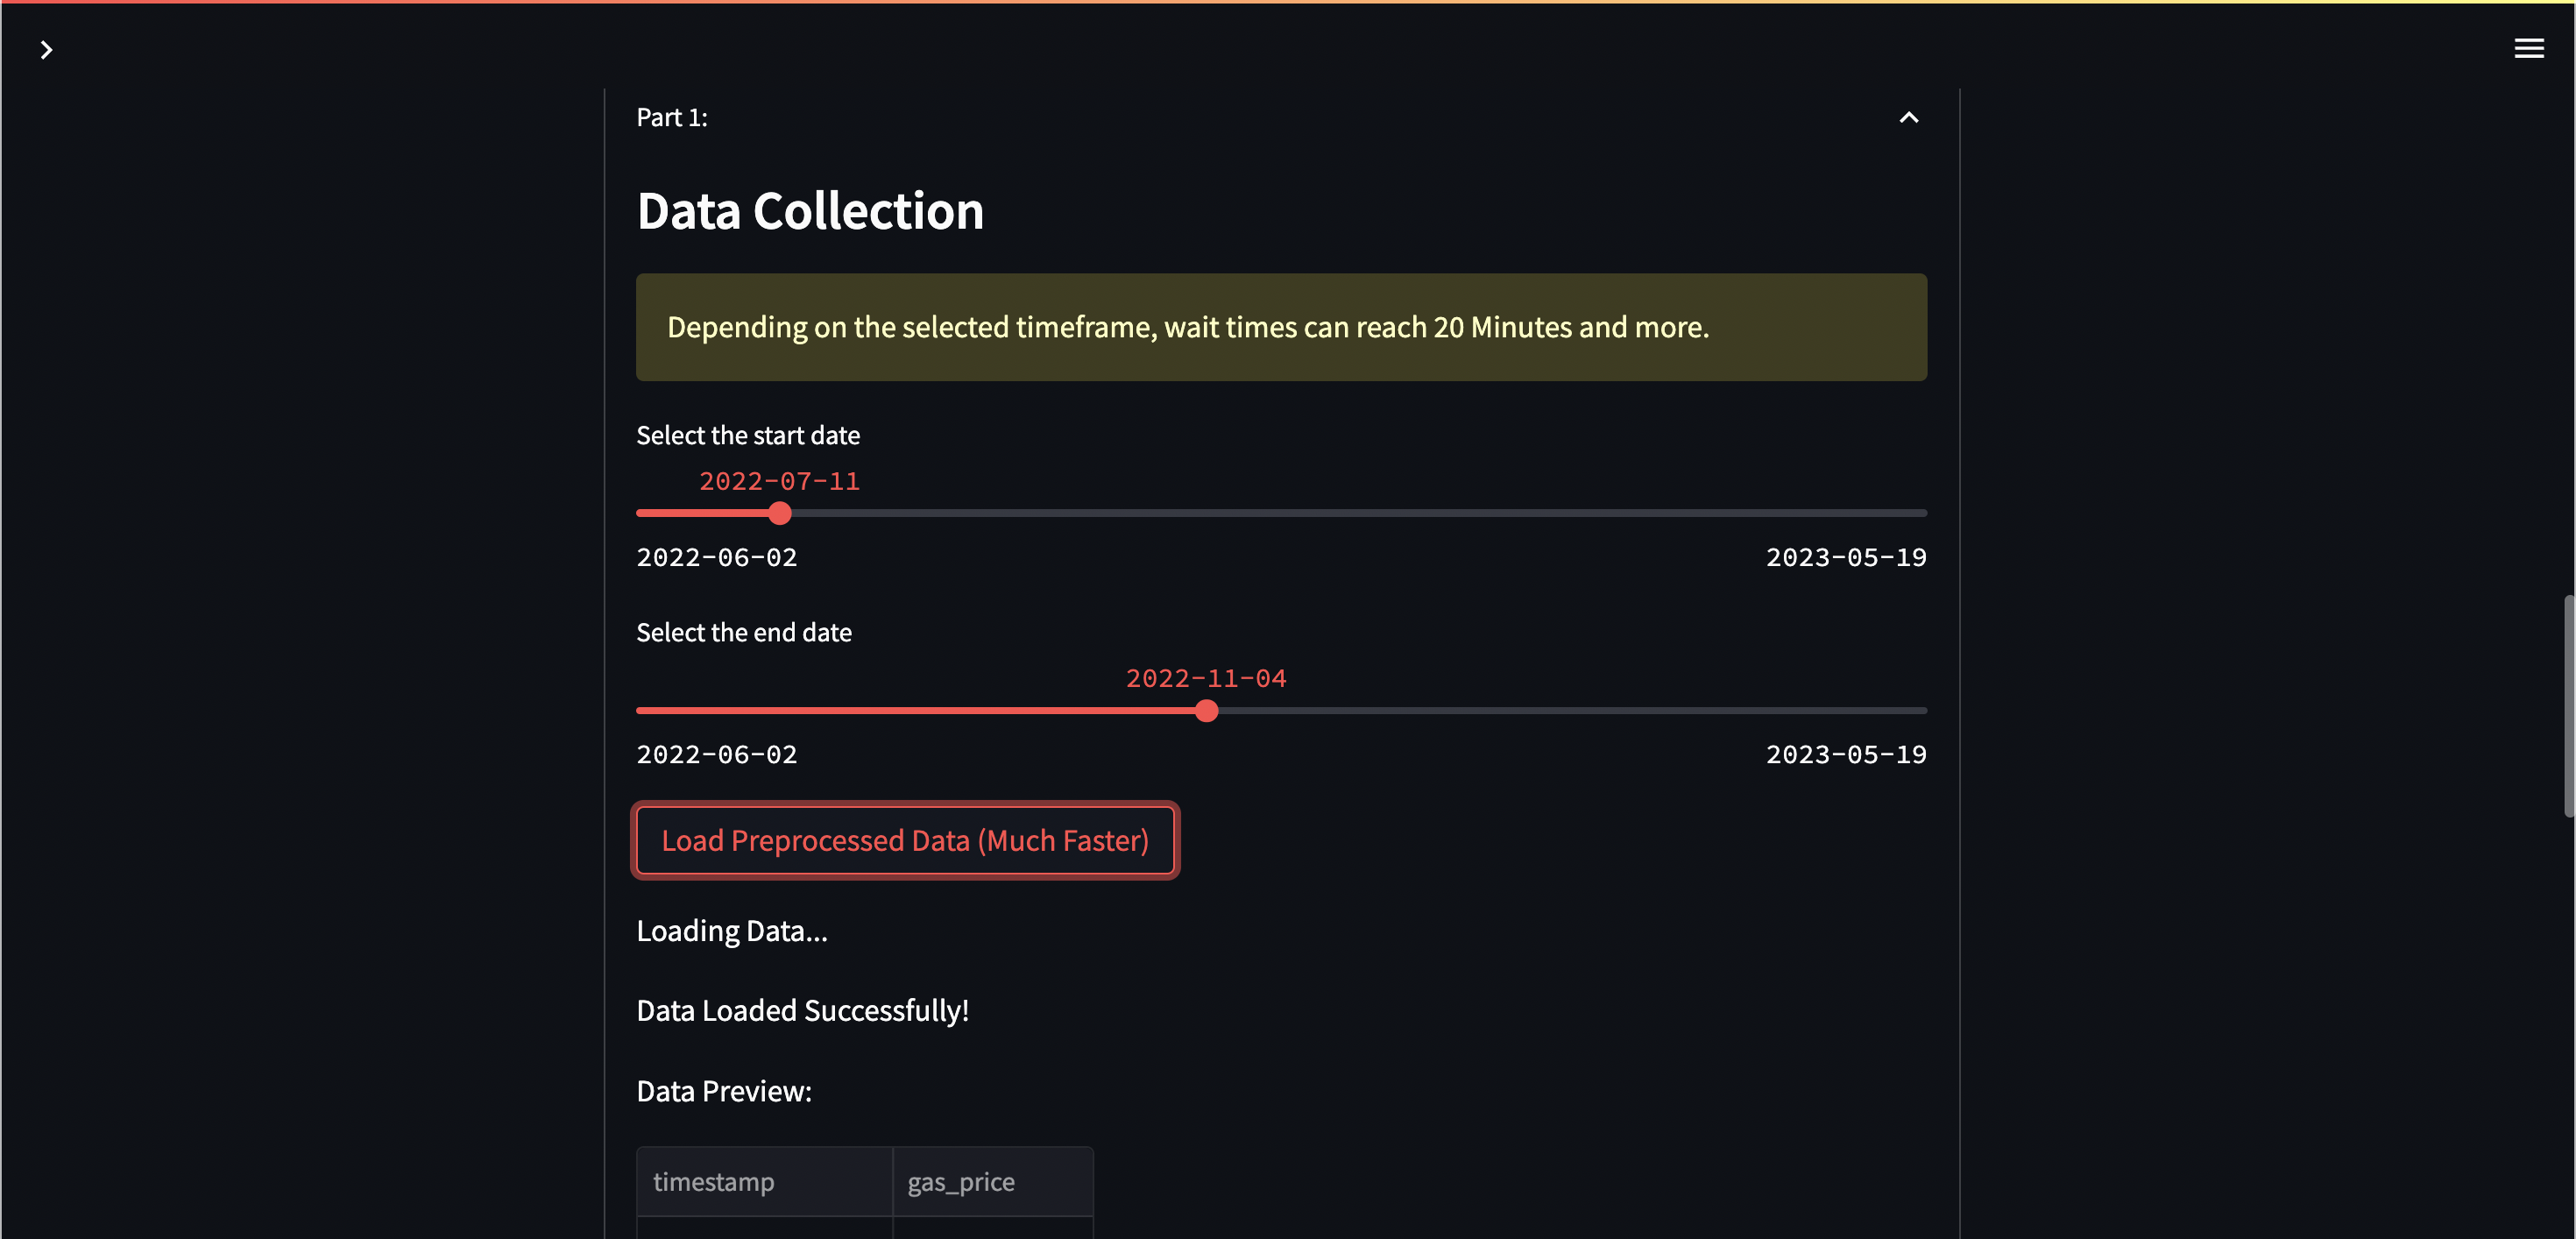 Part 1:
Data Collection
Depending on the selected timeframe, wait times can reach 20 Minutes and more.
Select the start date
2022-07-11
2022-06-02 2023-05-19
Select the end date
2022-11-04
2022-06-02 2023-05-19
Load Preprocessed Data (Much Faster)
Loading Data...
Data Loaded Successfully!
Data Preview:
timestamp gas_price